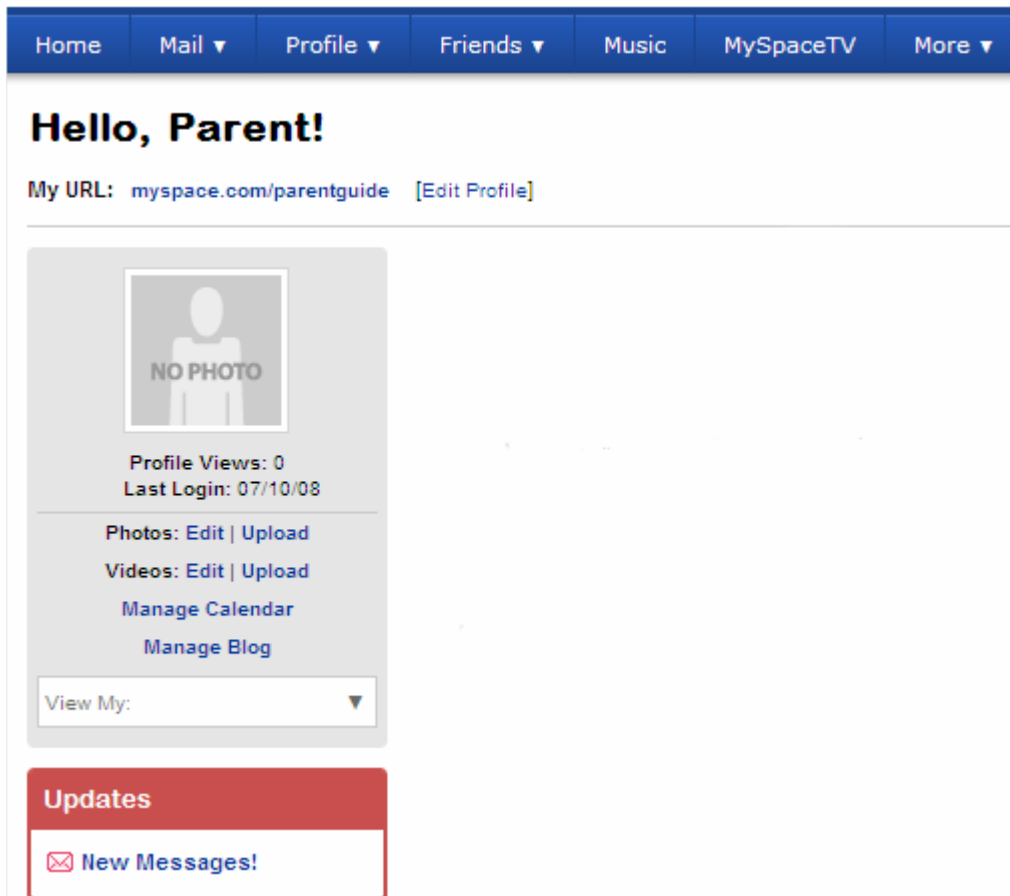 Home Mail ▼ Profile ▼ Friends ▼ Music MySpaceTV More ▼
Hello, Parent!
My URL: myspace.com/parentguide [Edit Profile]
NO PHOTO
Profile Views: 0
Last Login: 07/10/08
Photos: Edit | Upload
Videos: Edit | Upload
Manage Calendar
Manage Blog
View My: ▼
Updates
New Messages!